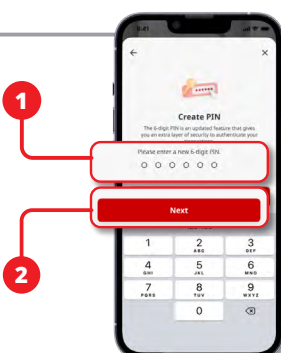 9:41
Create PIN
The 6-digit PIN is an updated feature that gives
you an extra layer of security to authenticate your
1
Please enter a new 6-digit PIN.
Next
2
1
2
ABC
3
DEF
4
GHI
5
JKL
6
MNO
7
PQRS
8
TUV
9
WXYZ
0